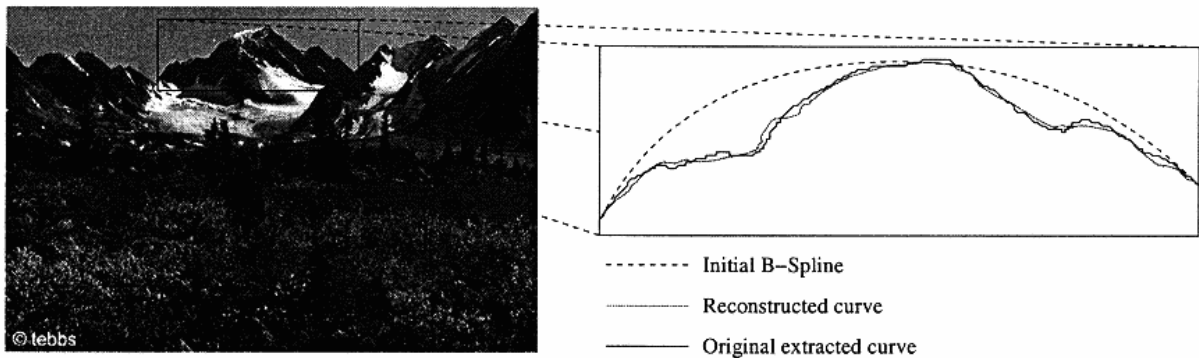 © tebbs
Initial B−Spline
Reconstructed curve
Original extracted curve